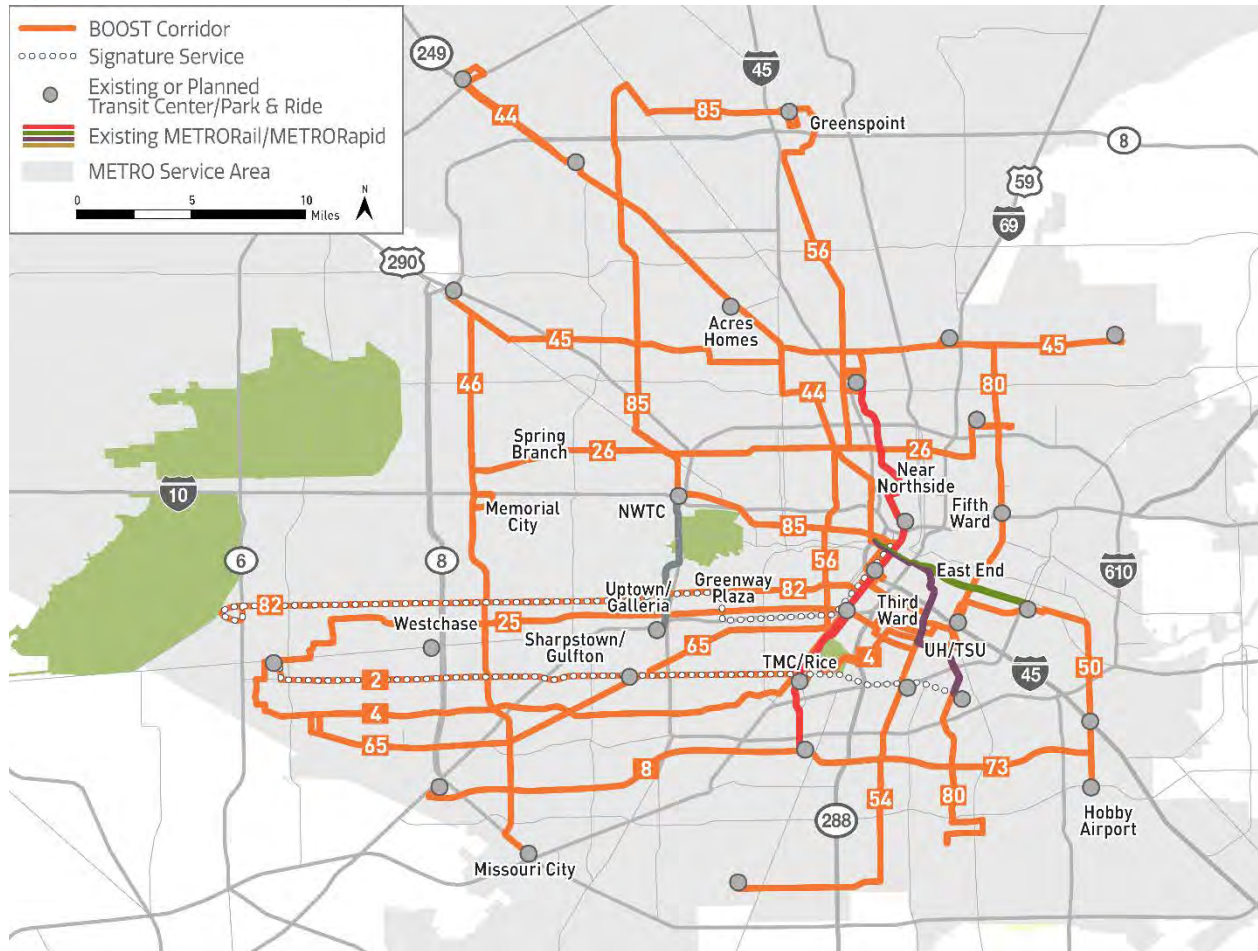 BOOST Corridor
Signature Service
Existing or Planned
Transit Center/Park & Ride
Existing METRORail/METRORapid
METRO Service Area
0
10
Miles
N
249
45
44
85
Greenspoint
8
59
69
290
56
Acres
Homes
45
45
46
80
85
44
Spring
Branch
26
26
Near
Northside
10
Memorial
City
NWTC
Fifth
Ward
85
6
8
56
East End
610
Uptown/
Galleria
Greenway
Plaza
82
82
Westchase
25
Third
Ward
Sharpstown/
Gulfton
65
UH/TSU
TMC/Rice
4
45
50
2
4
65
8
73
54
80
288
Hobby
Airport
Missouri City